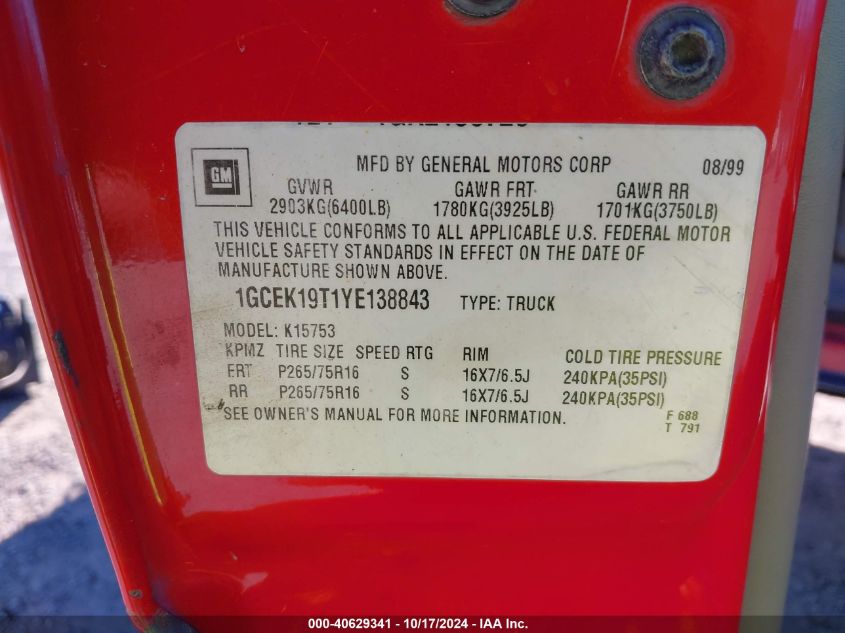 GM
MFD BY GENERAL MOTORS CORP 08/99
GVWR GAWR FRT GAWR RR
2903KG(6400LB) 1780KG(3925LB) 1701KG(3750LB)
THIS VEHICLE CONFORMS TO ALL APPLICABLE U.S. FEDERAL MOTOR
VEHICLE SAFETY STANDARDS IN EFFECT ON THE DATE OF
MANUFACTURE SHOWN ABOVE.
1GCEK19T1YE138843 TYPE: TRUCK
MODEL: K15753
KPMZ TIRE SIZE SPEED RTG RIM COLD TIRE PRESSURE
FRT P265/75R16 S 16X7/6.5J 240KPA(35PSI)
RR P265/75R16 S 16X7/6.5J 240KPA(35PSI)
SEE OWNER'S MANUAL FOR MORE INFORMATION.
F 688
T 791
000-40629341 - 10/17/2024 - IAA Inc.